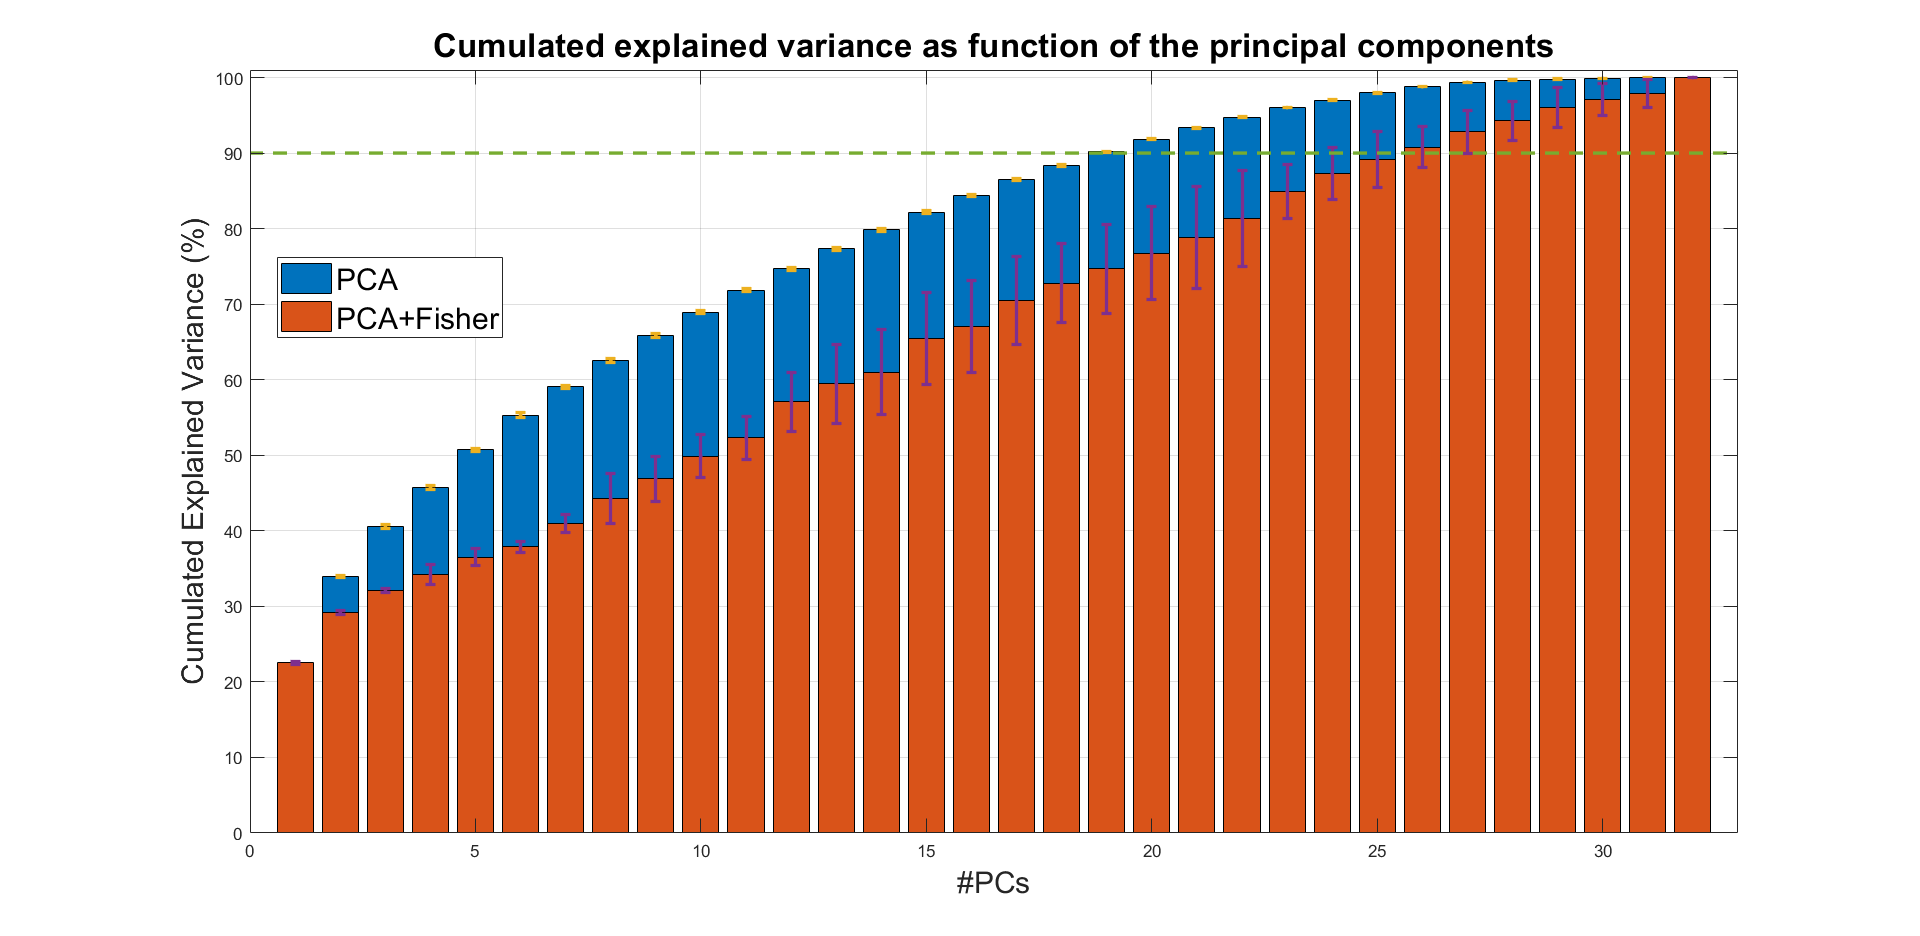 Cumulated explained variance as function of the principal components
100
90
80
70
60
50
40
30
20
10
0
Cumulated Explained Variance (%)
PCA
PCA+Fisher
0 5 10 15 20 25 30
#PCs